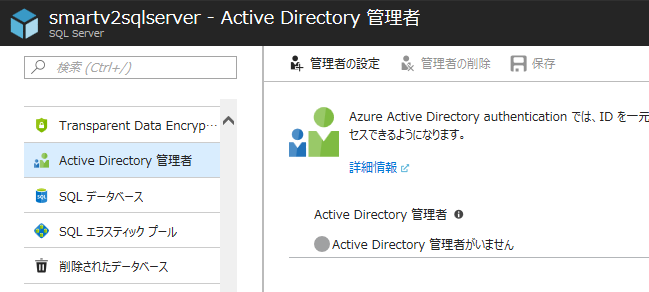 smartv2sqlserver - Active Directory 管理者
SQL Server
検索 (Ctrl+/)
Transparent Data Encryp…
Active Directory 管理者
SQL データベース
SQL エラスティック プール
削除されたデータベース
管理者の設定 管理者の削除 保存
Azure Active Directory authentication では、ID を一元
セスできるようになります。
詳細情報
Active Directory 管理者
Active Directory 管理者がいません